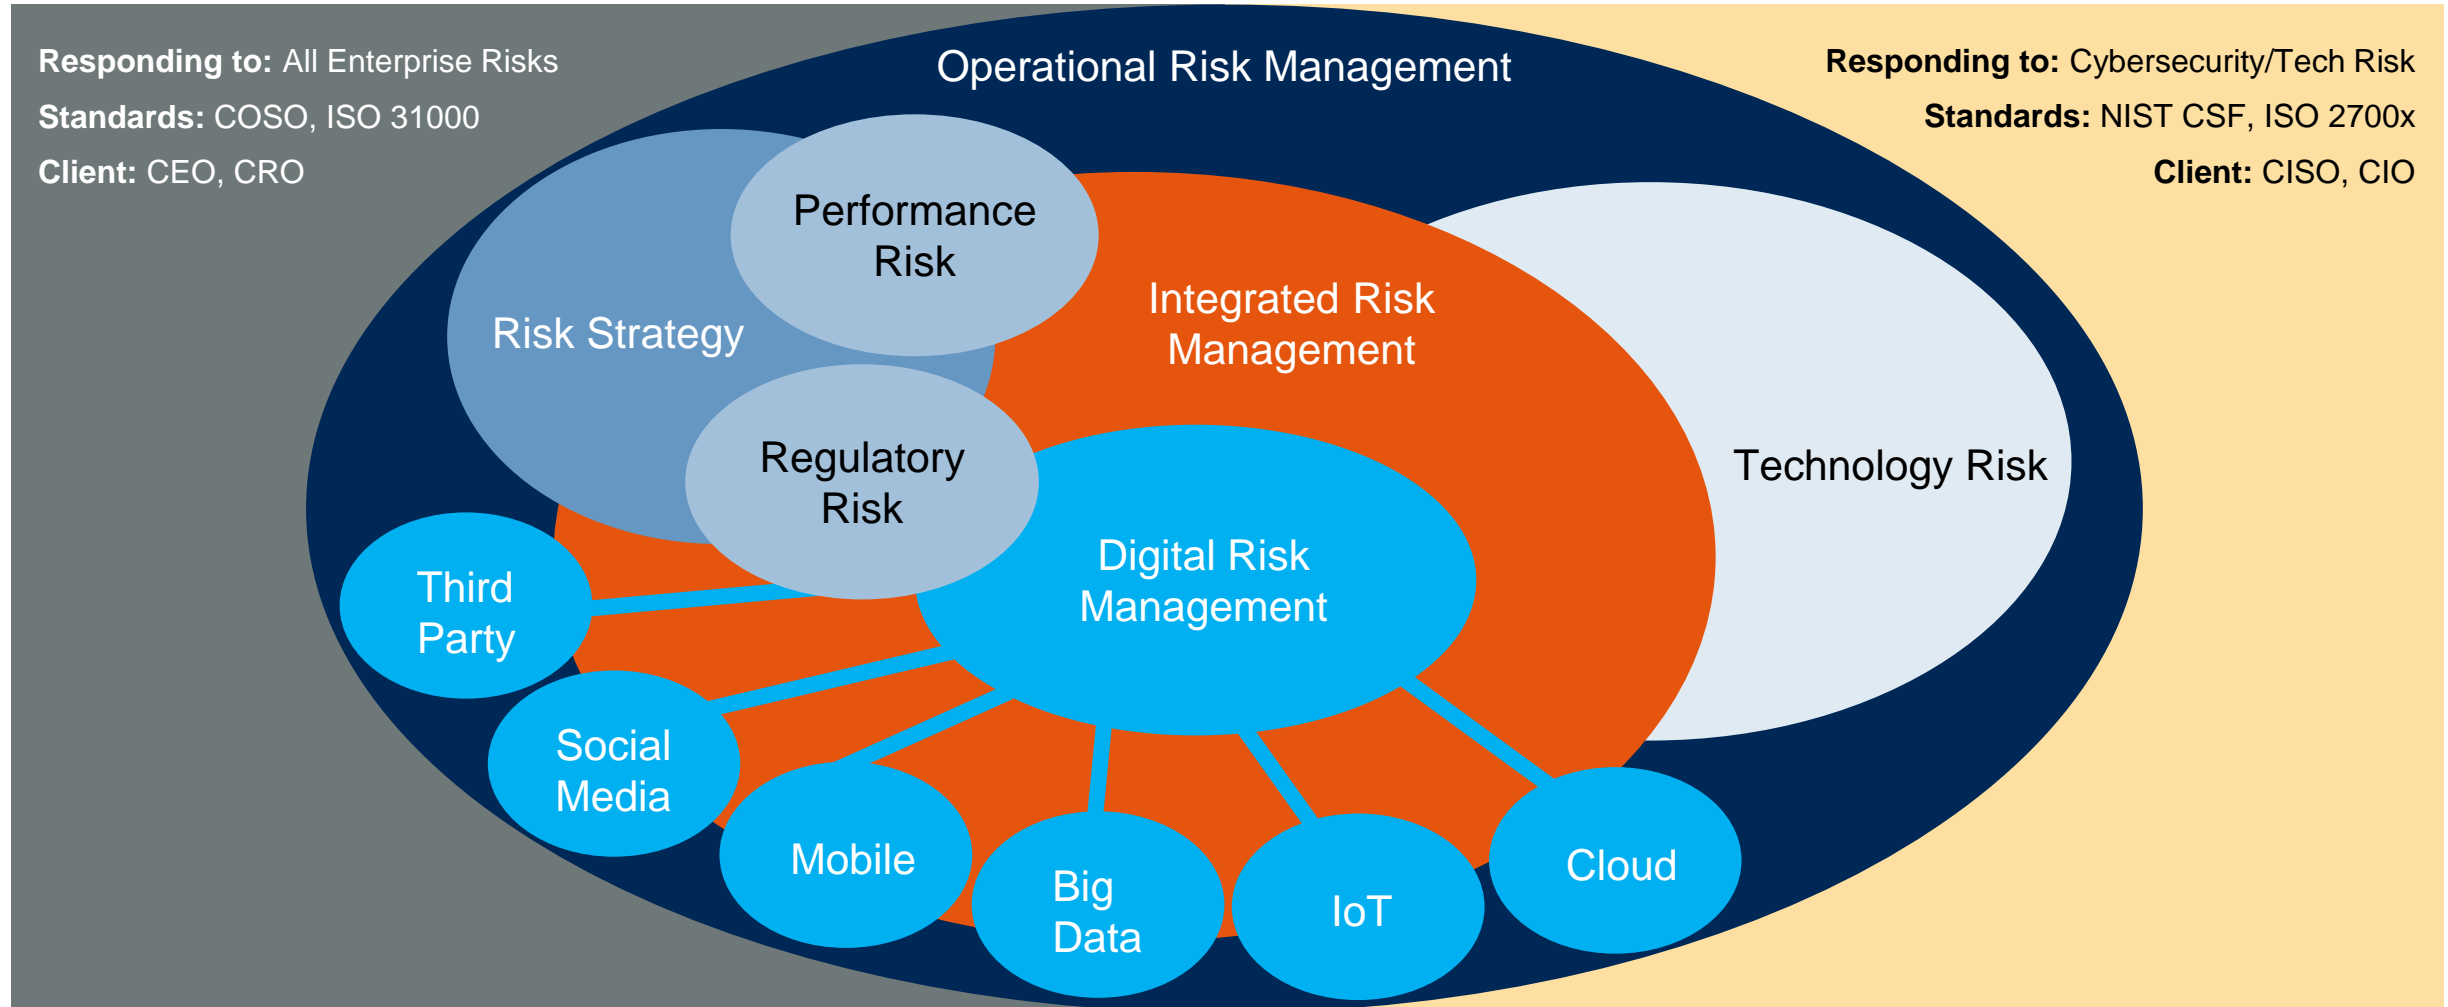 Responding to: All Enterprise Risks
Standards: COSO, ISO 31000
Client: CEO, CRO
Operational Risk Management
Responding to: Cybersecurity/Tech Risk
Standards: NIST CSF, ISO 2700x
Client: CISO, CIO
Performance
Risk
Risk Strategy
Integrated Risk
Management
Regulatory
Risk
Technology Risk
Digital Risk
Management
Third
Party
Social
Media
Mobile
Big
Data
IoT
Cloud